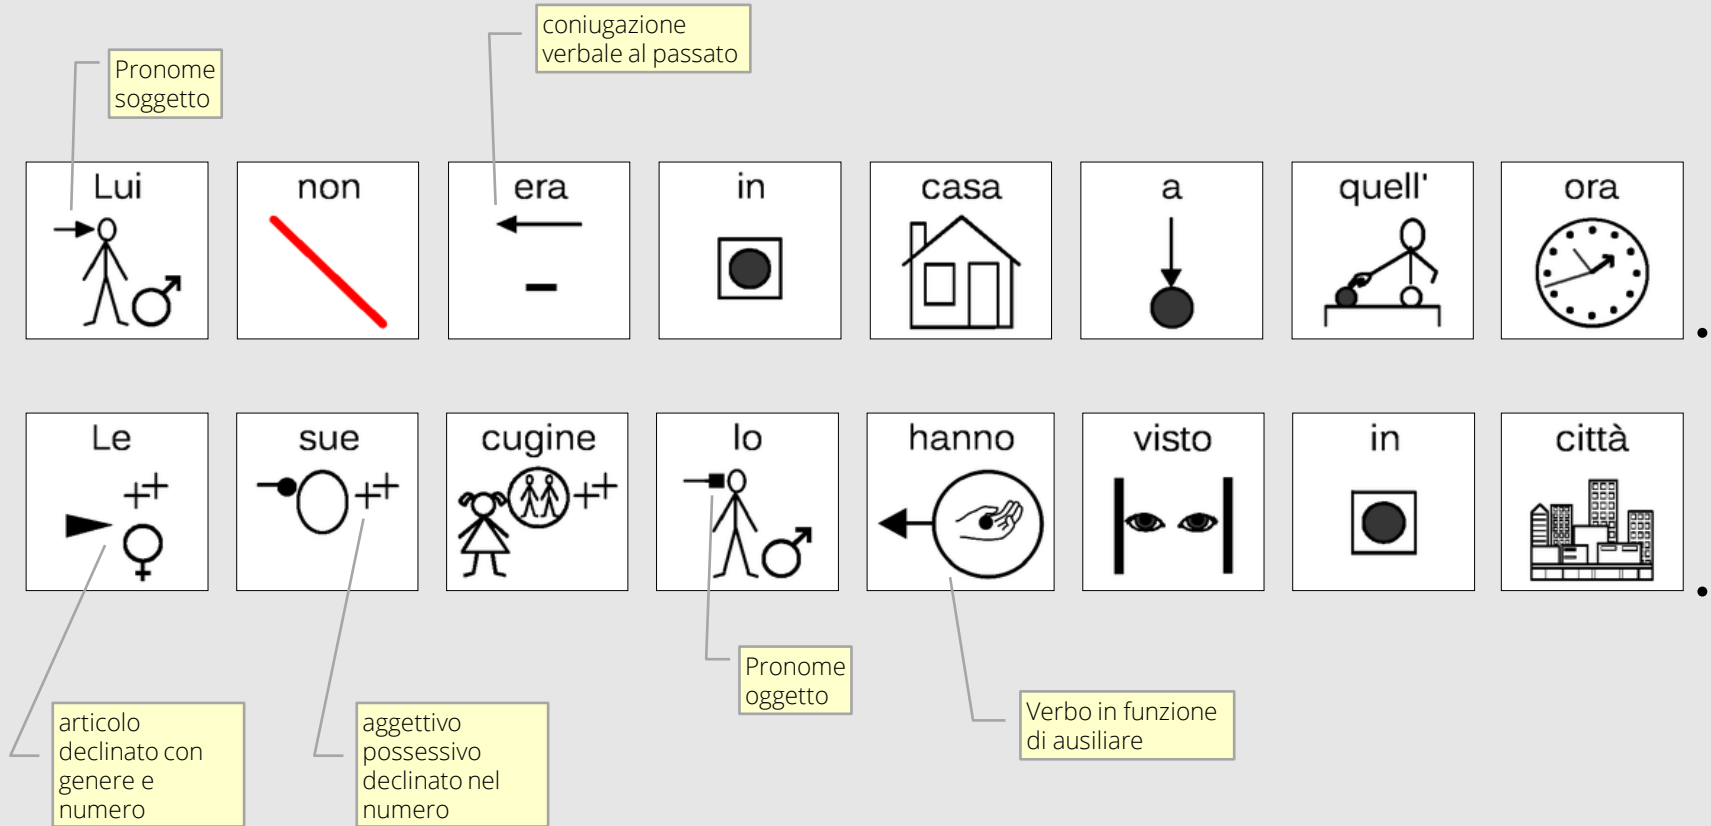 coniugazione
verbale al passato
Pronome
soggetto
Lui non era in casa a quell' ora .
Le sue cugine lo hanno visto in città .
Pronome
oggetto
Verbo in funzione
di ausiliare
articolo
declinato con
genere e
numero
aggettivo
possessivo
declinato nel
numero